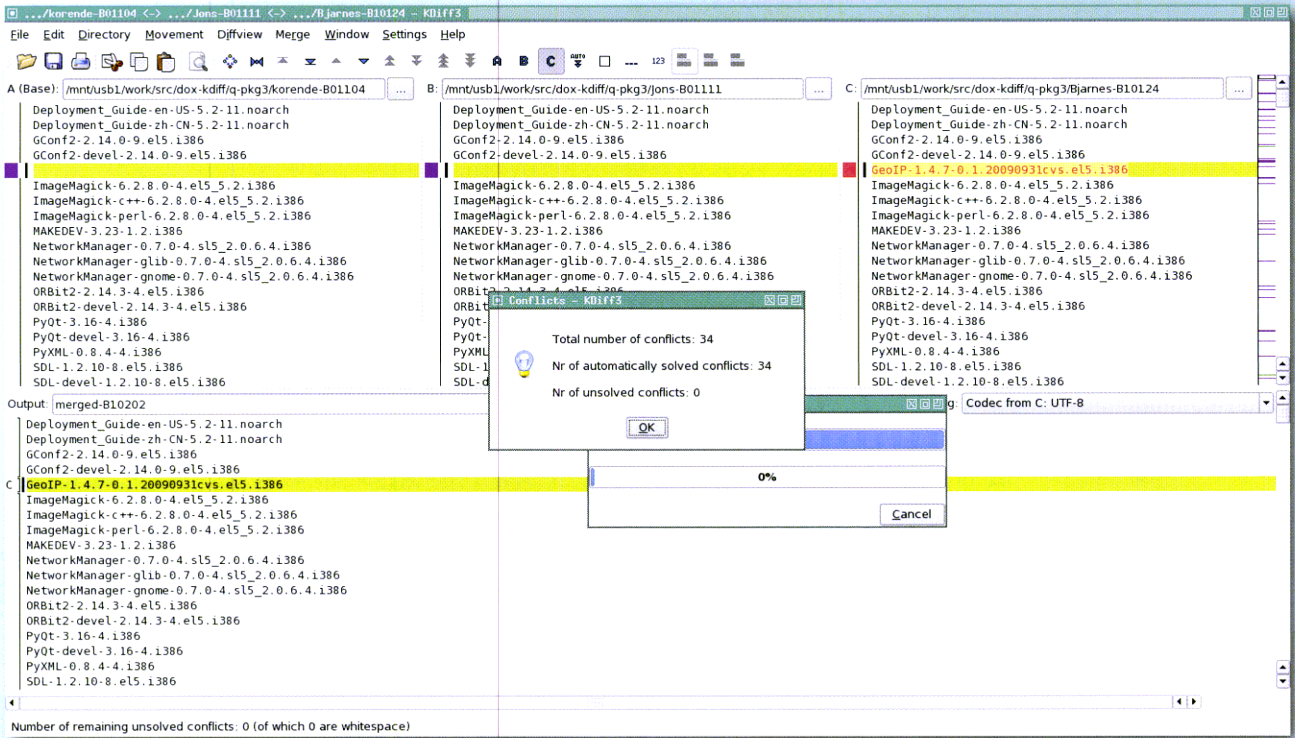 .../korende-B01104 <-> .../Jons-B01111 <-> .../Bjarnes-B10124 - KDiff3
File Edit Directory Movement Diffview Merge Window Settings Help
A B C AUTO 123
A (Base): /mnt/usb1/work/src/dox-kdiff/q-pkg3/korende-B01104 ...
Deployment_Guide-en-US-5.2-11.noarch
Deployment_Guide-zh-CN-5.2-11.noarch
GConf2-2.14.0-9.el5.i386
GConf2-devel-2.14.0-9.el5.i386
ImageMagick-6.2.8.0-4.el5_5.2.i386
ImageMagick-c++-6.2.8.0-4.el5_5.2.i386
ImageMagick-perl-6.2.8.0-4.el5_5.2.i386
MAKEDEV-3.23-1.2.i386
NetworkManager-0.7.0-4.sl5_2.0.6.4.i386
NetworkManager-glib-0.7.0-4.sl5_2.0.6.4.i386
NetworkManager-gnome-0.7.0-4.sl5_2.0.6.4.i386
ORBit2-2.14.3-4.el5.i386
ORBit2-devel-2.14.3-4.el5.i386
PyQt-3.16-4.i386
PyQt-devel-3.16-4.i386
PyXML-0.8.4-4.i386
SDL-1.2.10-8.el5.i386
SDL-devel-1.2.10-8.el5.i386
B: /mnt/usb1/work/src/dox-kdiff/q-pkg3/Jons-B01111 ...
Deployment_Guide-en-US-5.2-11.noarch
Deployment_Guide-zh-CN-5.2-11.noarch
GConf2-2.14.0-9.el5.i386
GConf2-devel-2.14.0-9.el5.i386
ImageMagick-6.2.8.0-4.el5_5.2.i386
ImageMagick-c++-6.2.8.0-4.el5_5.2.i386
ImageMagick-perl-6.2.8.0-4.el5_5.2.i386
MAKEDEV-3.23-1.2.i386
NetworkManager-0.7.0-4.sl5_2.0.6.4.i386
NetworkManager-glib-0.7.0-4.sl5_2.0.6.4.i386
NetworkManager-gnome-0.7.0-4.sl5_2.0.6.4.i386
ORBit2-2.14.3-4.el5.i386
ORBit
PyQt-
PyQt-
PyXML
SDL-1
SDL-d
C: /mnt/usb1/work/src/dox-kdiff/q-pkg3/Bjarnes-B10124 ...
Deployment_Guide-en-US-5.2-11.noarch
Deployment_Guide-zh-CN-5.2-11.noarch
GConf2-2.14.0-9.el5.i386
GConf2-devel-2.14.0-9.el5.i386
GeoIP-1.4.7-0.1.20090931cvs.el5.i386
ImageMagick-6.2.8.0-4.el5_5.2.i386
ImageMagick-c++-6.2.8.0-4.el5_5.2.i386
ImageMagick-perl-6.2.8.0-4.el5_5.2.i386
MAKEDEV-3.23-1.2.i386
NetworkManager-0.7.0-4.sl5_2.0.6.4.i386
NetworkManager-glib-0.7.0-4.sl5_2.0.6.4.i386
NetworkManager-gnome-0.7.0-4.sl5_2.0.6.4.i386
ORBit2-2.14.3-4.el5.i386
ORBit2-devel-2.14.3-4.el5.i386
PyQt-3.16-4.i386
PyQt-devel-3.16-4.i386
PyXML-0.8.4-4.i386
SDL-1.2.10-8.el5.i386
SDL-devel-1.2.10-8.el5.i386
Conflicts - KDiff3
Total number of conflicts: 34
Nr of automatically solved conflicts: 34
Nr of unsolved conflicts: 0
OK
0%
Cancel
Output: merged-B10202
g: Codec from C: UTF-8
Deployment_Guide-en-US-5.2-11.noarch
Deployment_Guide-zh-CN-5.2-11.noarch
GConf2-2.14.0-9.el5.i386
GConf2-devel-2.14.0-9.el5.i386
C GeoIP-1.4.7-0.1.20090931cvs.el5.i386
ImageMagick-6.2.8.0-4.el5_5.2.i386
ImageMagick-c++-6.2.8.0-4.el5_5.2.i386
ImageMagick-perl-6.2.8.0-4.el5_5.2.i386
MAKEDEV-3.23-1.2.i386
NetworkManager-0.7.0-4.sl5_2.0.6.4.i386
NetworkManager-glib-0.7.0-4.sl5_2.0.6.4.i386
NetworkManager-gnome-0.7.0-4.sl5_2.0.6.4.i386
ORBit2-2.14.3-4.el5.i386
ORBit2-devel-2.14.3-4.el5.i386
PyQt-3.16-4.i386
PyQt-devel-3.16-4.i386
PyXML-0.8.4-4.i386
SDL-1.2.10-8.el5.i386
Number of remaining unsolved conflicts: 0 (of which 0 are whitespace)